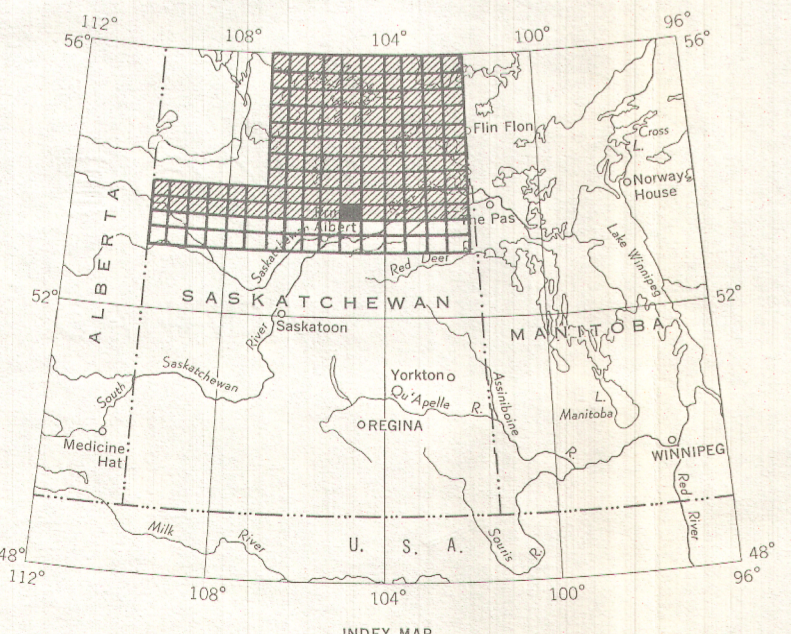 112° 108° 104° 100° 96°
56° 56°
Flin Flon
Cross
L.
Norway
House
The Pas
Albert
Saskatchewan
Red Deer
Lake Winnipeg
ALBERTA
52° SASKATCHEWAN 52°
MANITOBA
River
Saskatoon
South Saskatchewan
Yorkton
Qu'Apelle R.
Assiniboine
R.
L.
Manitoba
REGINA
Medicine
Hat
WINNIPEG
Red River
Milk River
Souris R.
U. S. A.
48° 48°
112° 108° 104° 100° 96°
INDEX MAP